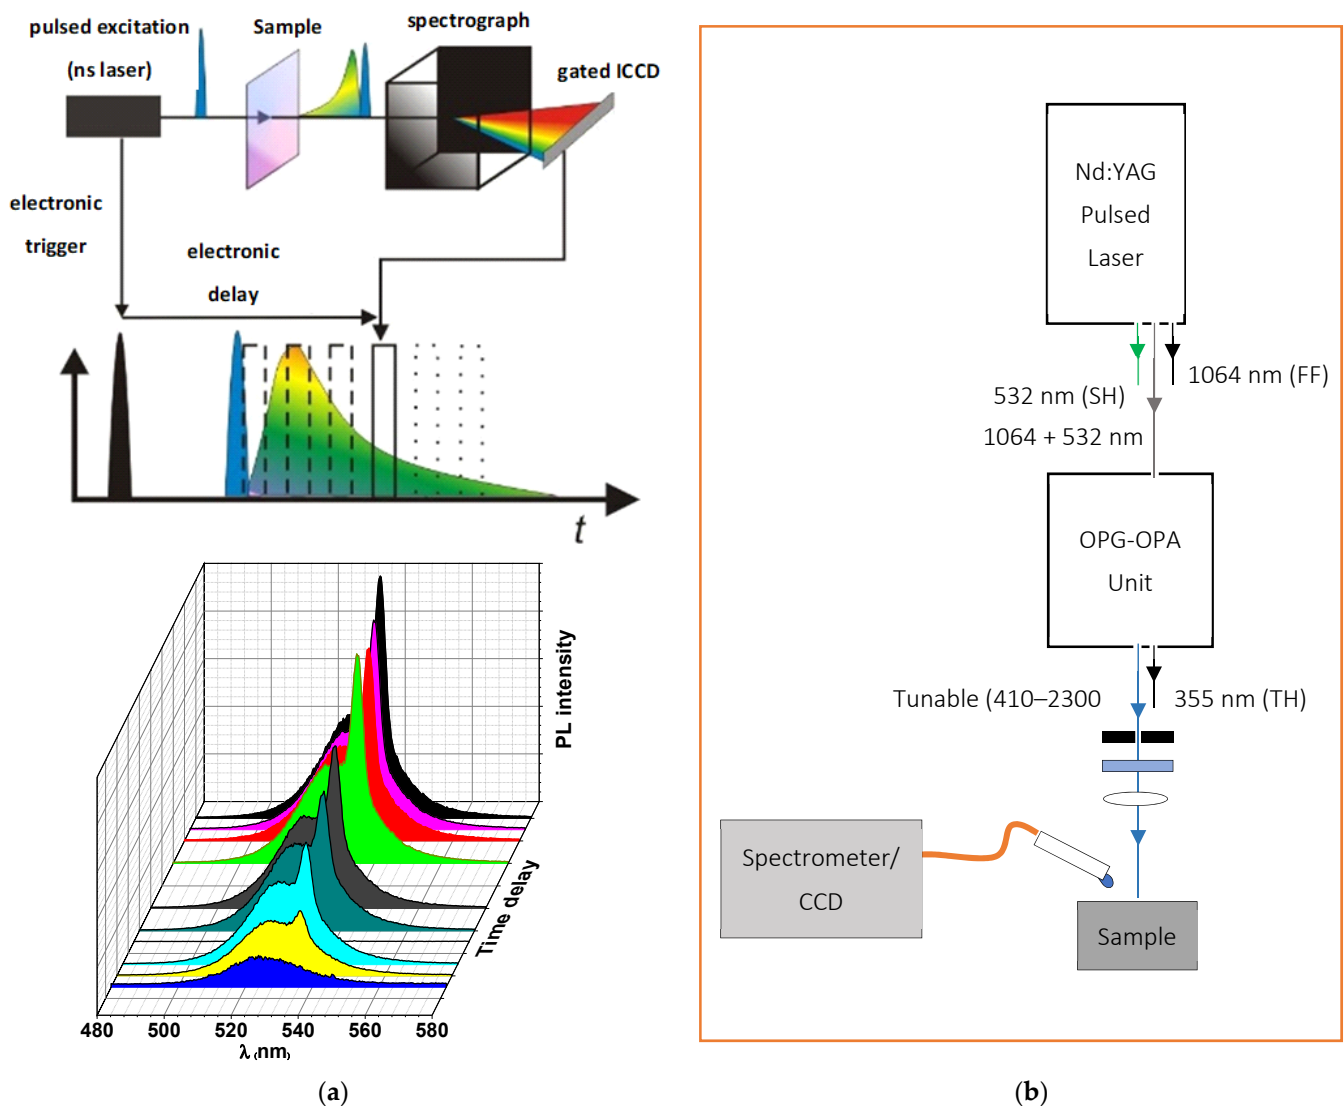 pulsed excitation
(ns laser)
Sample
spectrograph
gated ICCD
electronic
trigger
electronic
delay
t
PL intensity
Time delay
480 500 520 540 560 580
λ (nm)
(a)
Nd:YAG
Pulsed
Laser
1064 nm (FF)
532 nm (SH)
1064 + 532 nm
OPG-OPA
Unit
Tunable (410–2300
355 nm (TH)
Spectrometer/
CCD
Sample
(b)